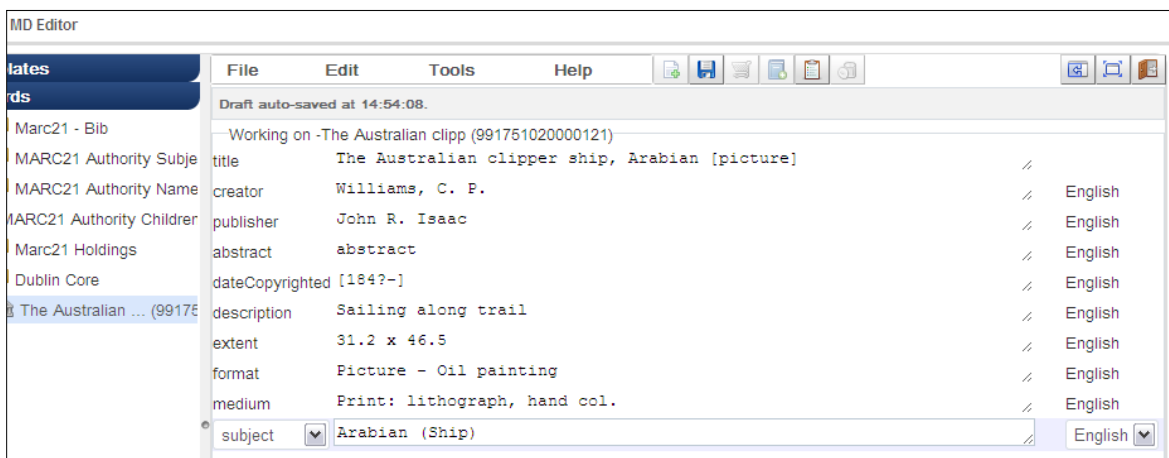 MD Editor
lates
File Edit Tools Help
rds
Draft auto-saved at 14:54:08.
Marc21 - Bib
MARC21 Authority Subje
MARC21 Authority Name
MARC21 Authority Children
Marc21 Holdings
Dublin Core
The Australian ... (99175
Working on -The Australian clipp (991751020000121)
title The Australian clipper ship, Arabian [picture]
creator Williams, C. P. English
publisher John R. Isaac English
abstract abstract English
dateCopyrighted [184?-] English
description Sailing along trail English
extent 31.2 x 46.5 English
format Picture - Oil painting English
medium Print: lithograph, hand col. English
subject Arabian (Ship) English